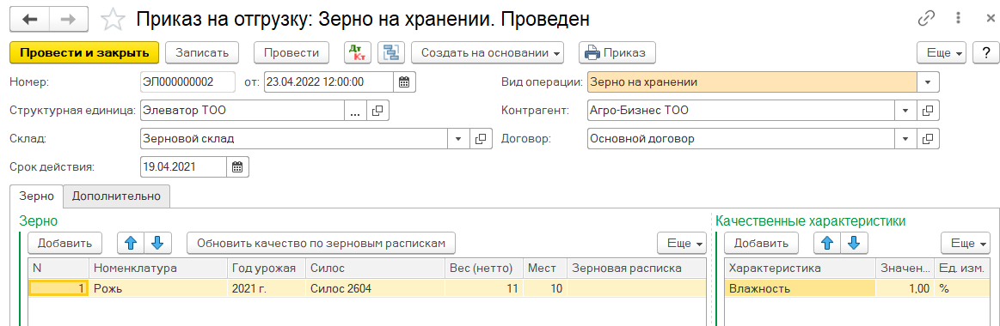 Приказ на отгрузку: Зерно на хранении. Проведен
Провести и закрыть Записать Провести Дт Кт Создать на основании Приказ Еще ?
Номер: ЭП000000002 от: 23.04.2022 12:00:00 Вид операции: Зерно на хранении
Структурная единица: Элеватор ТОО ... Контрагент: Агро-Бизнес ТОО
Склад: Зерновой склад Договор: Основной договор
Срок действия: 19.04.2021
Зерно Дополнительно
Зерно Качественные характеристики
Добавить Обновить качество по зерновым распискам Еще Добавить Еще
N Номенклатура Год урожая Силос Вес (нетто) Мест Зерновая расписка Характеристика Значен... Ед. изм.
1 Рожь 2021 г. Силос 2604 11 10 Влажность 1,00 %